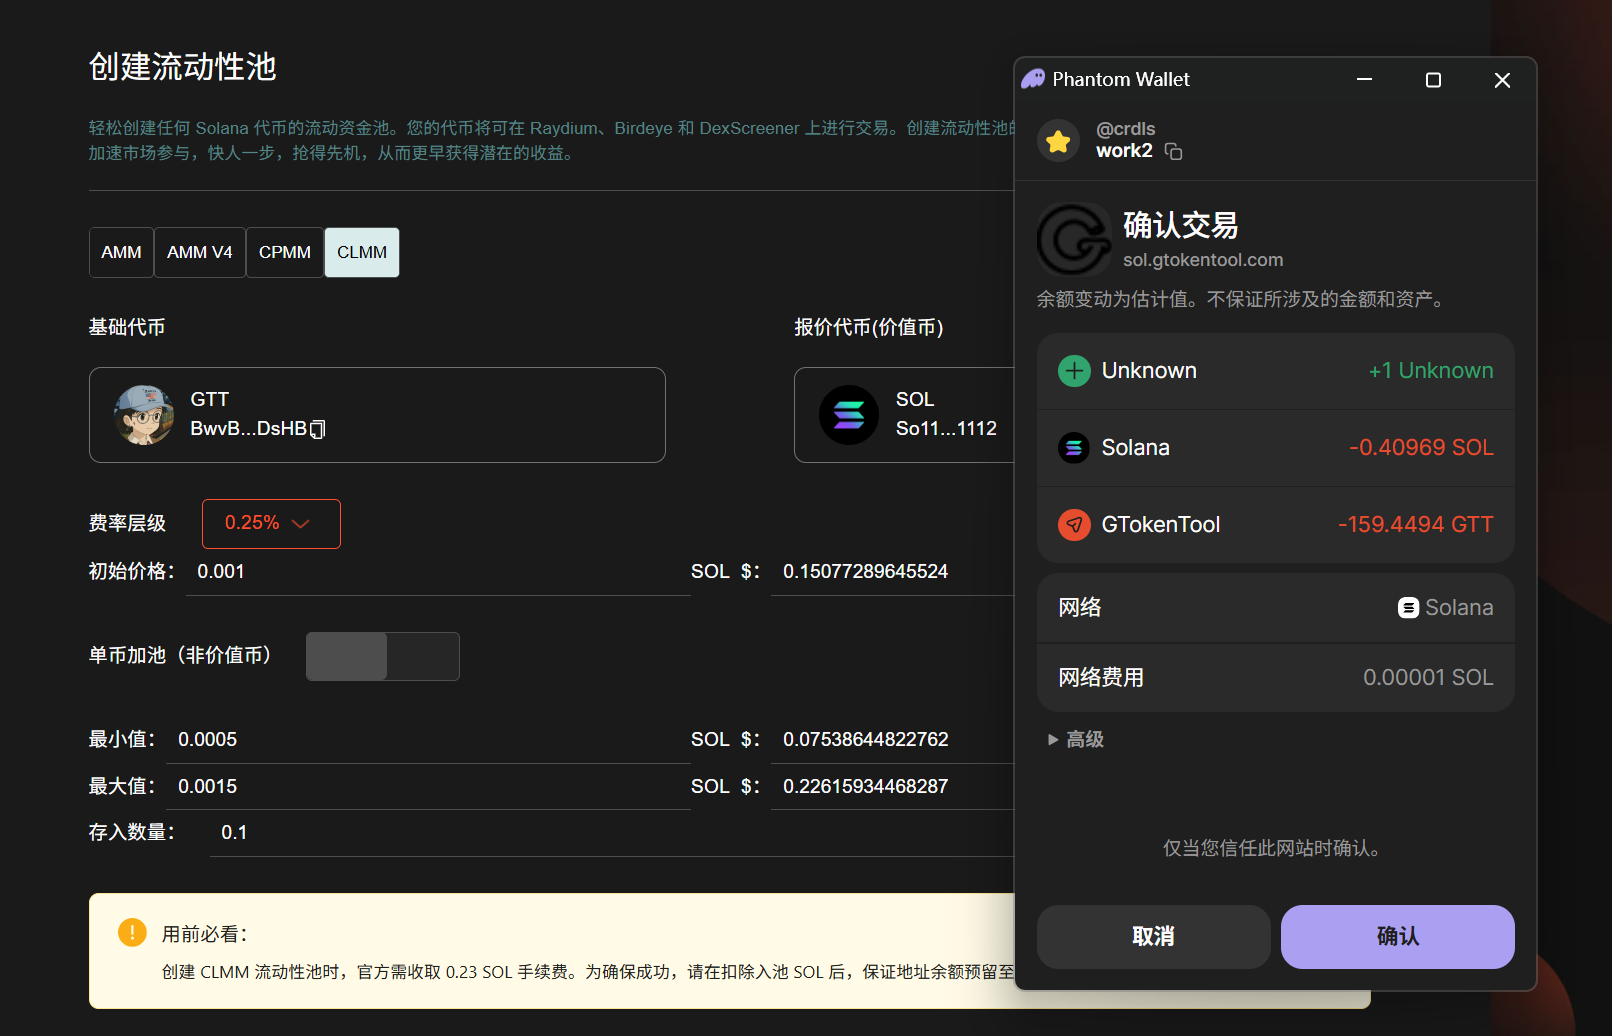 创建流动性池
轻松创建任何 Solana 代币的流动资金池。您的代币将可在 Raydium、Birdeye 和 DexScreener 上进行交易。创建流动性池的
加速市场参与，快人一步，抢得先机，从而更早获得潜在的收益。
AMM
AMM V4
CPMM
CLMM
基础代币
报价代币(价值币)
GTT
BwvB...DsHB
SOL
So11...1112
费率层级
0.25%
初始价格：
0.001
SOL $：
0.15077289645524
单币加池（非价值币）
最小值：
0.0005
SOL $：
0.07538644822762
最大值：
0.0015
SOL $：
0.22615934468287
存入数量：
0.1
用前必看：
创建 CLMM 流动性池时，官方需收取 0.23 SOL 手续费。为确保成功，请在扣除入池 SOL 后，保证地址余额预留至
Phantom Wallet
@crdls
work2
确认交易
sol.gtokentool.com
余额变动为估计值。不保证所涉及的金额和资产。
Unknown
+1 Unknown
Solana
-0.40969 SOL
GTokenTool
-159.4494 GTT
网络
Solana
网络费用
0.00001 SOL
高级
仅当您信任此网站时确认。
取消
确认